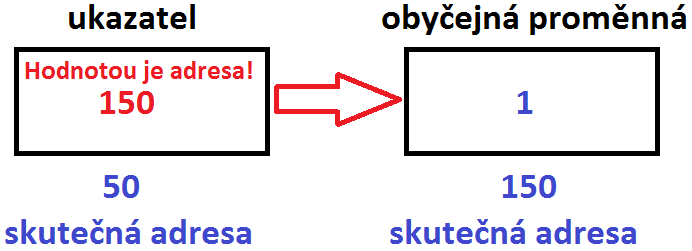 ukazatel
obyčejná proměnná
Hodnotou je adresa!
150
1
50
150
skutečná adresa
skutečná adresa